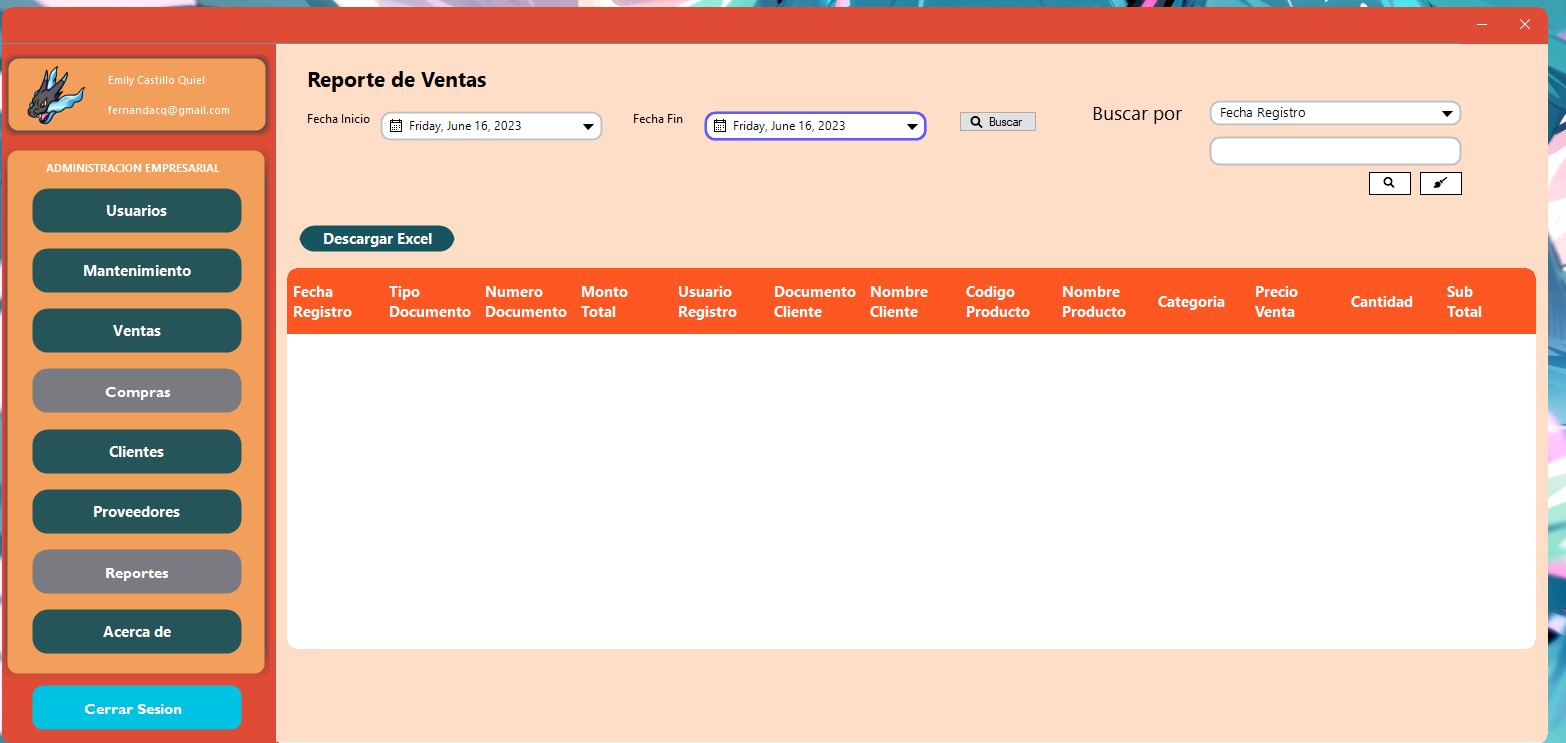 Emily Castillo Quiel
fernandacq@gmail.com
ADMINISTRACION EMPRESARIAL
Usuarios
Mantenimiento
Ventas
Compras
Clientes
Proveedores
Reportes
Acerca de
Cerrar Sesion
Reporte de Ventas
Fecha Inicio
Friday, June 16, 2023
Fecha Fin
Friday, June 16, 2023
Buscar
Buscar por
Fecha Registro
Descargar Excel
Fecha
Registro
Tipo
Documento
Numero
Documento
Monto
Total
Usuario
Registro
Documento
Cliente
Nombre
Cliente
Codigo
Producto
Nombre
Producto
Categoria
Precio
Venta
Cantidad
Sub
Total